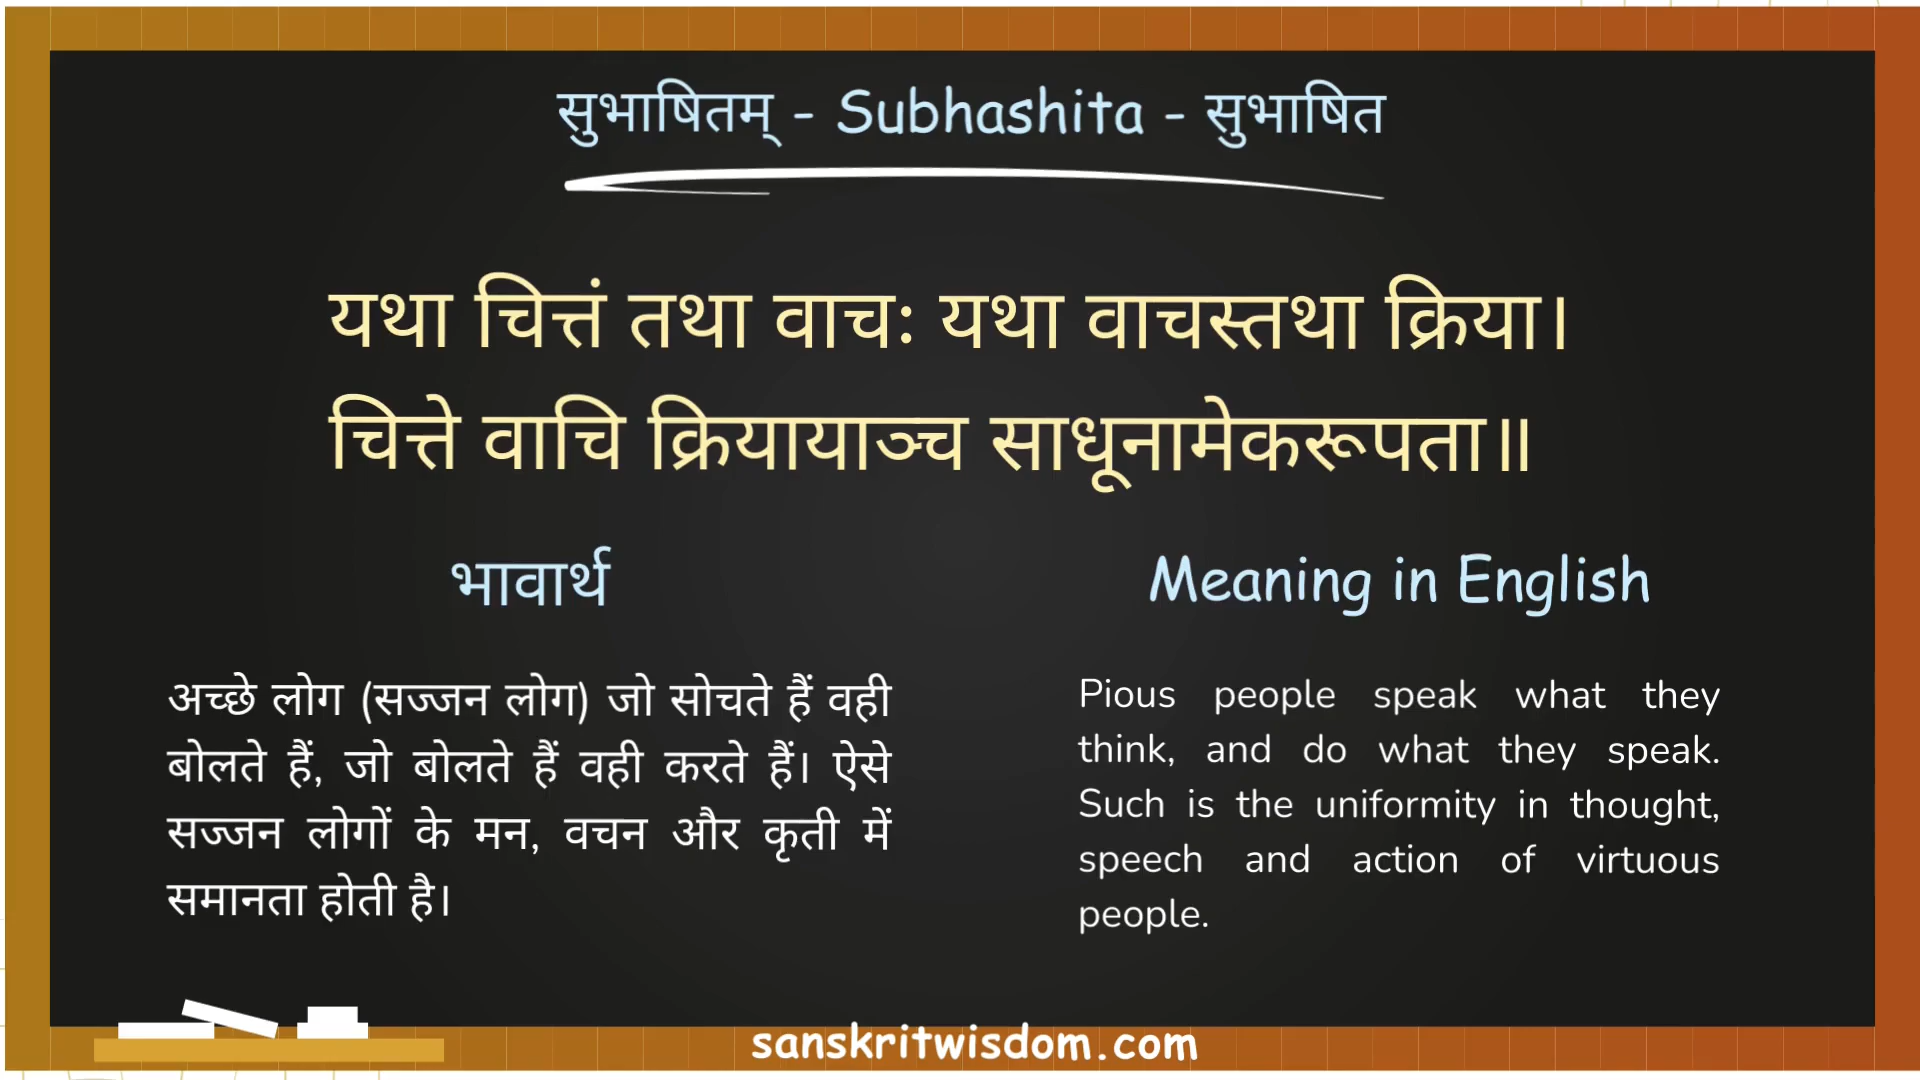 सुभाषितम् - Subhashita - सुभाषित
यथा चित्तं तथा वाचः यथा वाचस्तथा क्रिया।
चित्ते वाचि क्रियायाञ्च साधूनामेकरूपता॥
भावार्थ
अच्छे लोग (सज्जन लोग) जो सोचते हैं वही
बोलते हैं, जो बोलते हैं वही करते हैं। ऐसे
सज्जन लोगों के मन, वचन और कृती में
समानता होती है।
Meaning in English
Pious people speak what they
think, and do what they speak.
Such is the uniformity in thought,
speech and action of virtuous
people.
sanskritwisdom.com